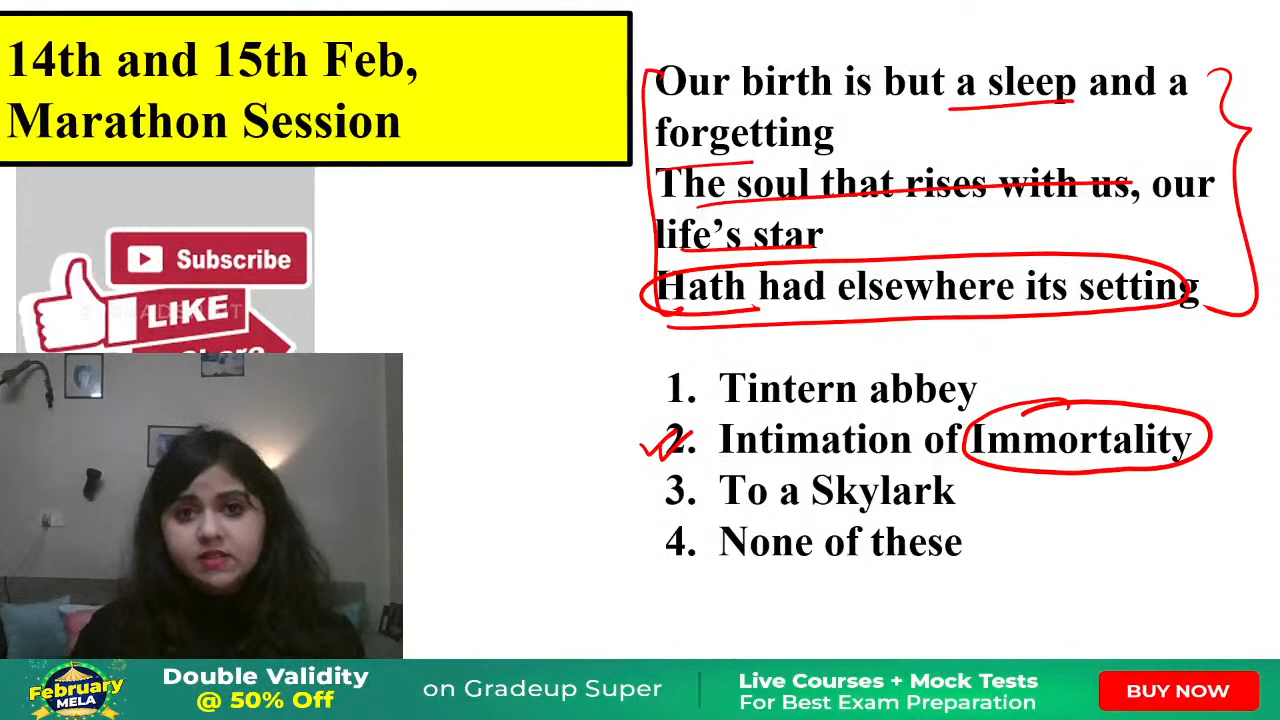 14th and 15th Feb,
Marathon Session
Subscribe
LIKE
Our birth is but a sleep and a
forgetting
The soul that rises with us, our
life’s star
Hath had elsewhere its setting
1. Tintern abbey
2. Intimation of Immortality
3. To a Skylark
4. None of these
February
MELA
Double Validity
@ 50% Off
on Gradeup Super
Live Courses + Mock Tests
For Best Exam Preparation
BUY NOW